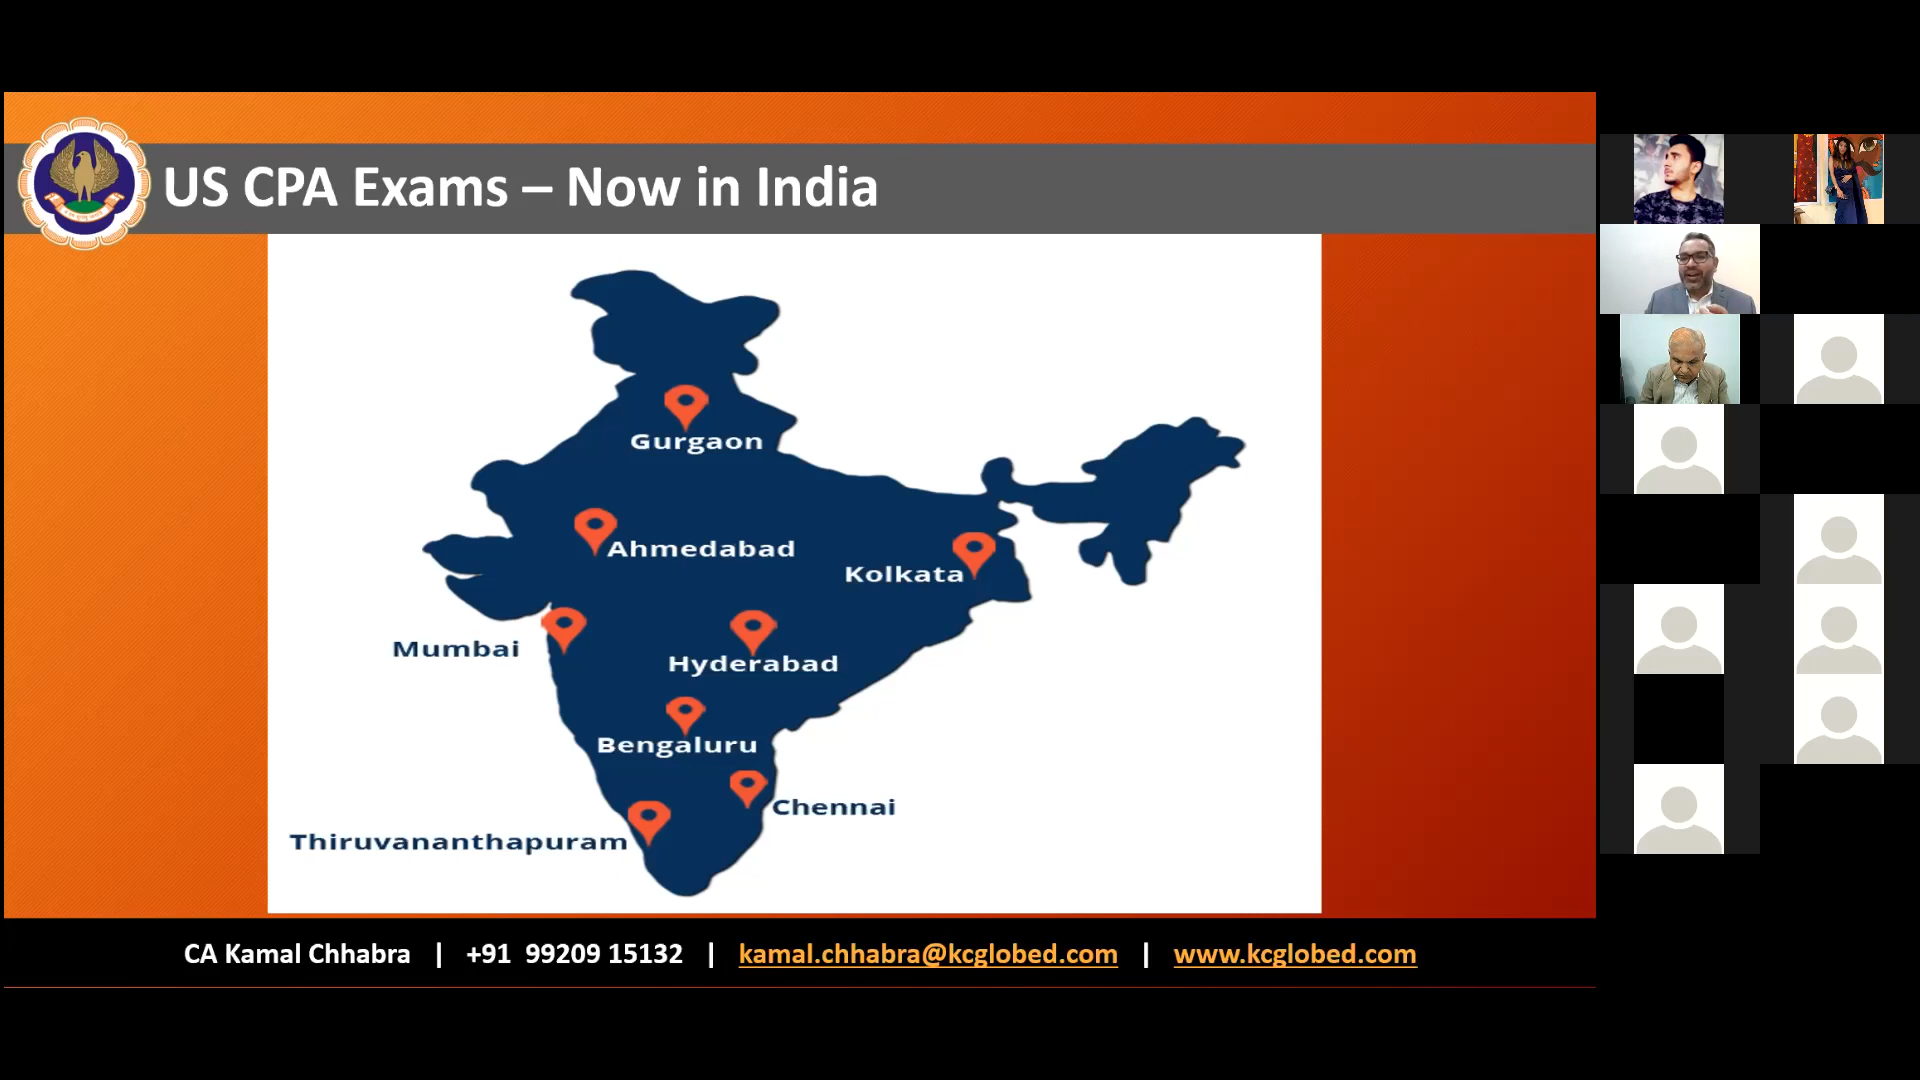 US CPA Exams – Now in India
Gurgaon
Ahmedabad
Kolkata
Mumbai
Hyderabad
Bengaluru
Chennai
Thiruvananthapuram
CA Kamal Chhabra | +91 99209 15132 | kamal.chhabra@kcglobed.com | www.kcglobed.com